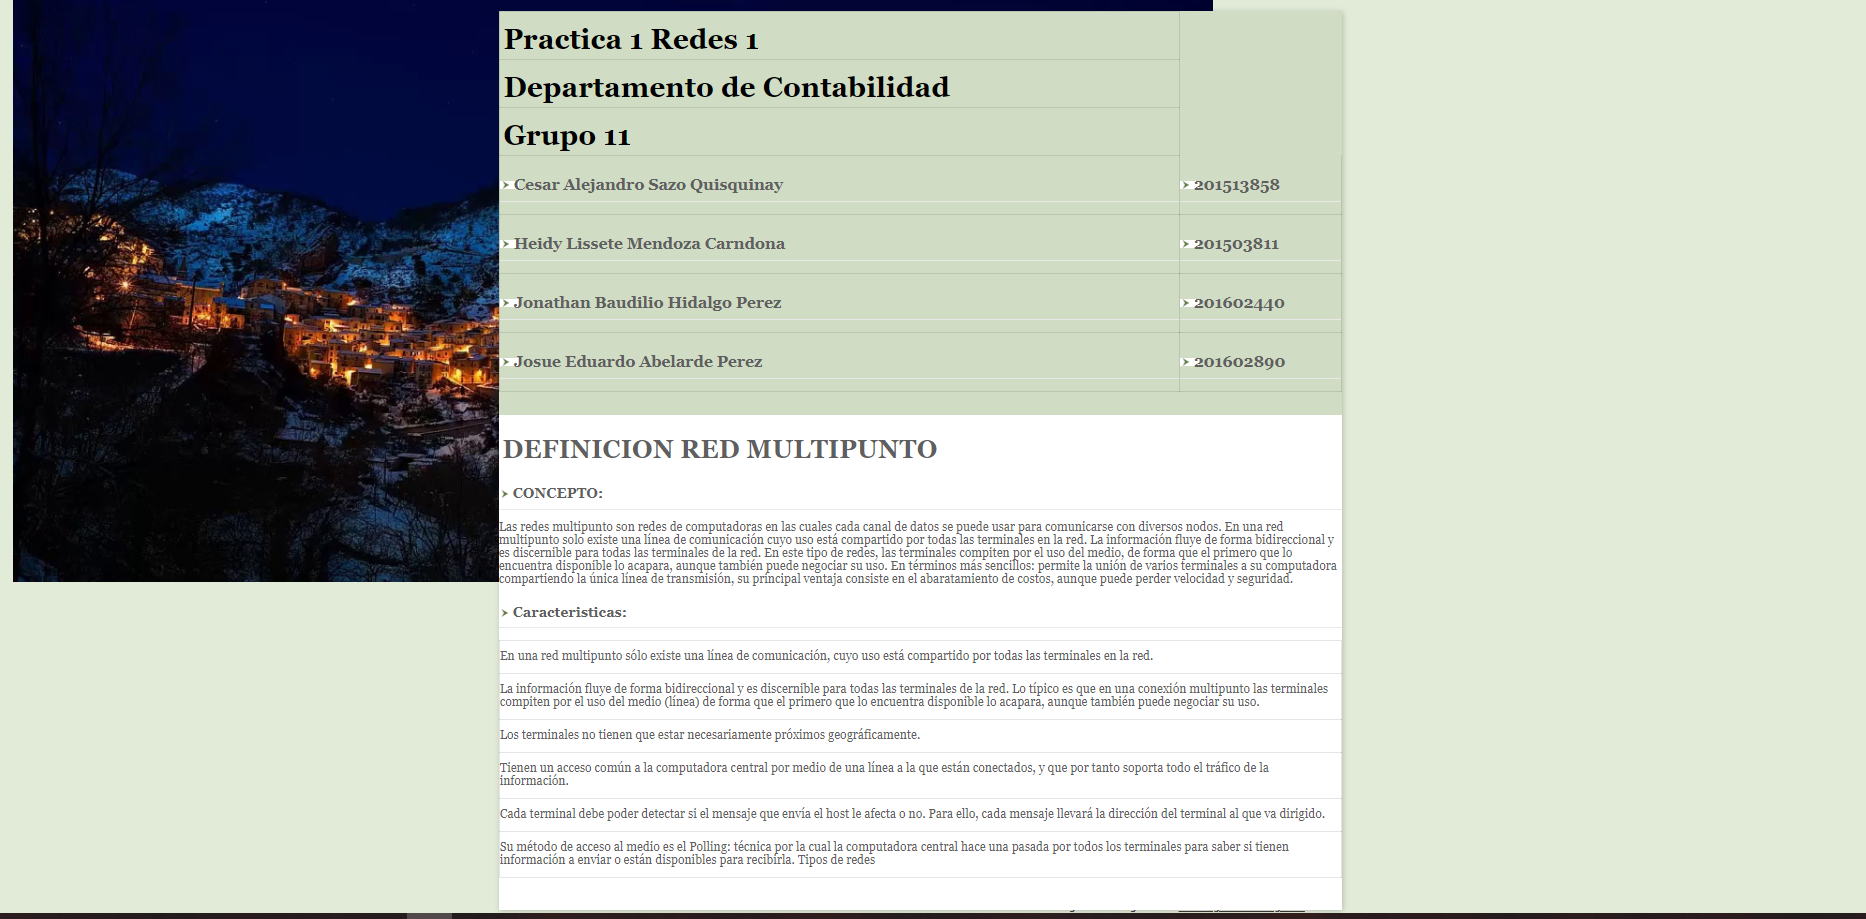 Practica 1 Redes 1
Departamento de Contabilidad
Grupo 11
Cesar Alejandro Sazo Quisquinay 201513858
Heidy Lissete Mendoza Carndona 201503811
Jonathan Baudilio Hidalgo Perez 201602440
Josue Eduardo Abelarde Perez 201602890
DEFINICION RED MULTIPUNTO
CONCEPTO:
Las redes multipunto son redes de computadoras en las cuales cada canal de datos se puede usar para comunicarse con diversos nodos. En una red
multipunto solo existe una línea de comunicación cuyo uso está compartido por todas las terminales en la red. La información fluye de forma bidireccional y
es discernible para todas las terminales de la red. En este tipo de redes, las terminales compiten por el uso del medio, de forma que el primero que lo
encuentra disponible lo acapara, aunque también puede negociar su uso. En términos más sencillos: permite la unión de varios terminales a su computadora
compartiendo la única línea de transmisión, su principal ventaja consiste en el abaratamiento de costos, aunque puede perder velocidad y seguridad.
Caracteristicas:
En una red multipunto sólo existe una línea de comunicación, cuyo uso está compartido por todas las terminales en la red.
La información fluye de forma bidireccional y es discernible para todas las terminales de la red. Lo típico es que en una conexión multipunto las terminales
compiten por el uso del medio (línea) de forma que el primero que lo encuentra disponible lo acapara, aunque también puede negociar su uso.
Los terminales no tienen que estar necesariamente próximos geográficamente.
Tienen un acceso común a la computadora central por medio de una línea a la que están conectados, y que por tanto soporta todo el tráfico de la
información.
Cada terminal debe poder detectar si el mensaje que envía el host le afecta o no. Para ello, cada mensaje llevará la dirección del terminal al que va dirigido.
Su método de acceso al medio es el Polling: técnica por la cual la computadora central hace una pasada por todos los terminales para saber si tienen
información a enviar o están disponibles para recibirla. Tipos de redes